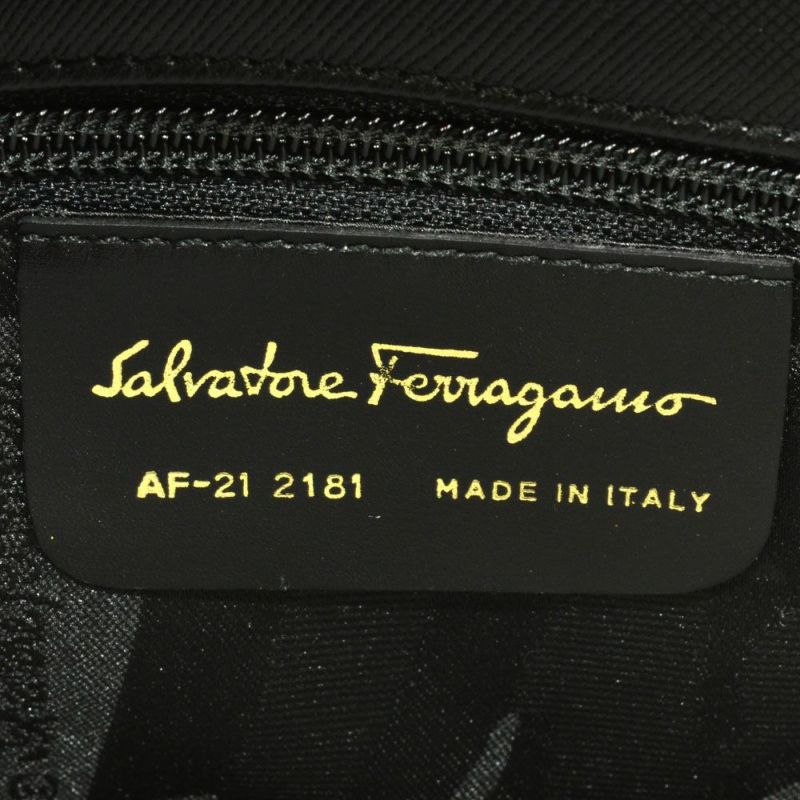 Salvatore Ferragamo
AF-21 2181 MADE IN ITALY